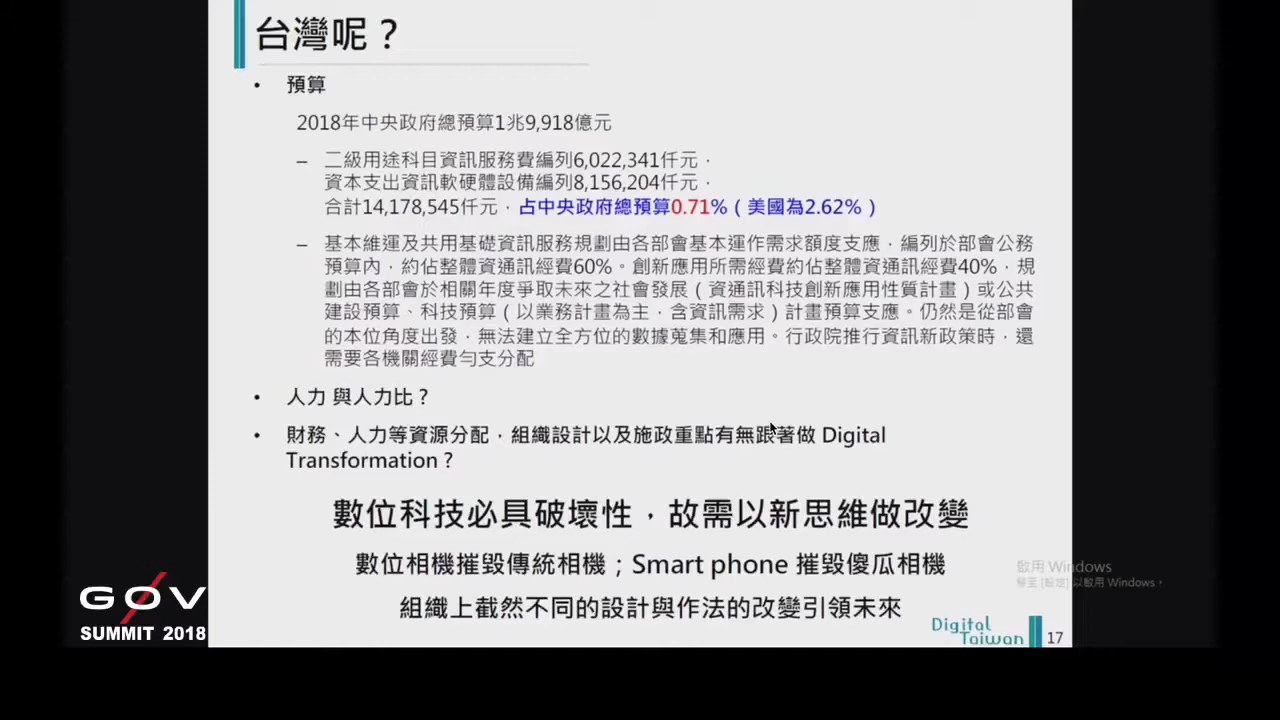 台灣呢？
• 預算
2018年中央政府總預算1兆9,918億元
– 二級用途科目資訊服務費編列6,022,341仟元，
資本支出資訊軟硬體設備編列8,156,204仟元，
合計14,178,545仟元，占中央政府總預算0.71%（美國為2.62%）
– 基本維運及共用基礎資訊服務規劃由各部會基本運作需求額度支應，編列於部會公務
預算內，約佔整體資通訊經費60%。創新應用所需經費約佔整體資通訊經費40%，規
劃由各部會於相關年度爭取未來之社會發展（資通訊科技創新應用性質計畫）或公共
建設預算、科技預算（以業務計畫為主，含資訊需求）計畫預算支應。仍然是從部會
的本位角度出發，無法建立全方位的數據蒐集和應用。行政院推行資訊新政策時，還
需要各機關經費勻支分配
• 人力 與人力比？
• 財務、人力等資源分配，組織設計以及施政重點有無跟著做 Digital
Transformation？
數位科技必具破壞性，故需以新思維做改變
數位相機摧毀傳統相機；Smart phone 摧毀傻瓜相機
組織上截然不同的設計與作法的改變引領未來
啟用 Windows
移至 [設定] 以啟用 Windows。
GOV
SUMMIT 2018
Digital
Taiwan
17